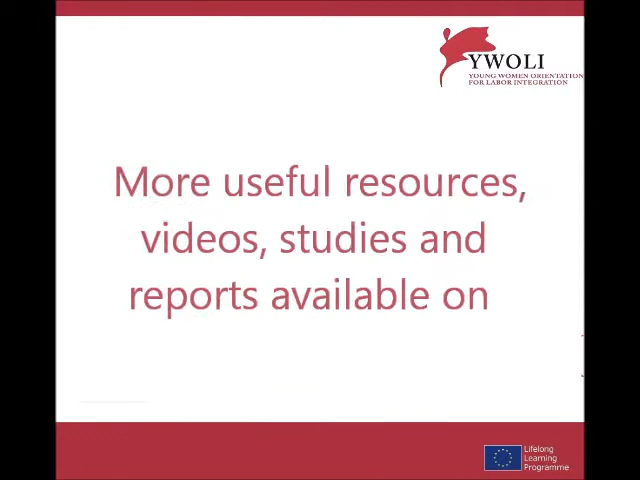 YWOLI
YOUNG WOMEN ORIENTATION
FOR LABOR INTEGRATION
More useful resources,
videos, studies and
reports available on
Lifelong
Learning
Programme